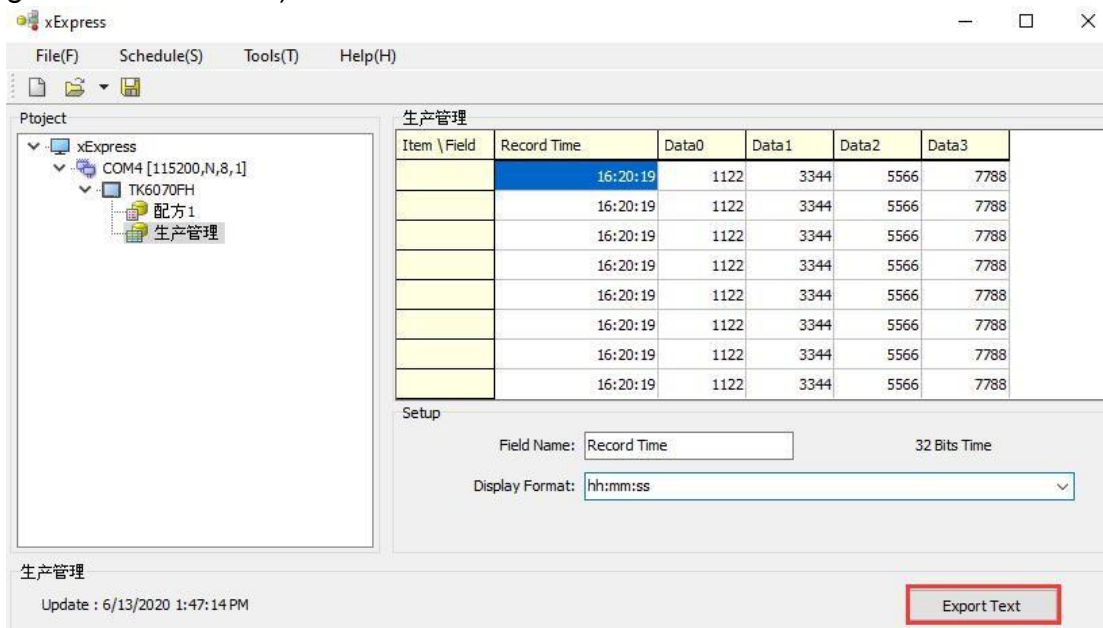 xExpress
File(F) Schedule(S) Tools(T) Help(H)
Ptoject
xExpress
COM4 [115200,N,8,1]
TK6070FH
配方1
生产管理
生产管理
Item \ Field Record Time Data0 Data1 Data2 Data3
16:20:19 1122 3344 5566 7788
16:20:19 1122 3344 5566 7788
16:20:19 1122 3344 5566 7788
16:20:19 1122 3344 5566 7788
16:20:19 1122 3344 5566 7788
16:20:19 1122 3344 5566 7788
16:20:19 1122 3344 5566 7788
16:20:19 1122 3344 5566 7788
Setup
Field Name: Record Time 32 Bits Time
Display Format: hh:mm:ss
生产管理
Update : 6/13/2020 1:47:14 PM Export Text